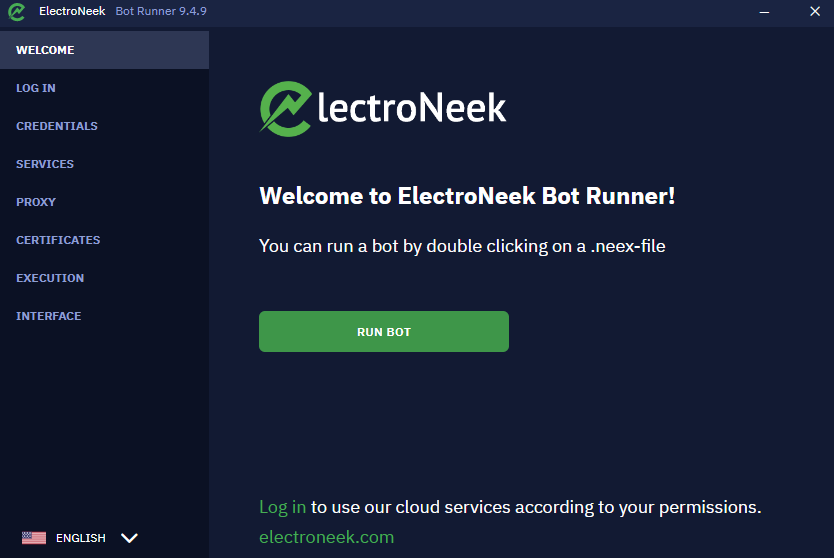 ElectroNeek Bot Runner 9.4.9
WELCOME
LOG IN
CREDENTIALS
SERVICES
PROXY
CERTIFICATES
EXECUTION
INTERFACE
ENGLISH
lectroNeek
Welcome to ElectroNeek Bot Runner!
You can run a bot by double clicking on a .neex-file
RUN BOT
Log in to use our cloud services according to your permissions.
electroneek.com